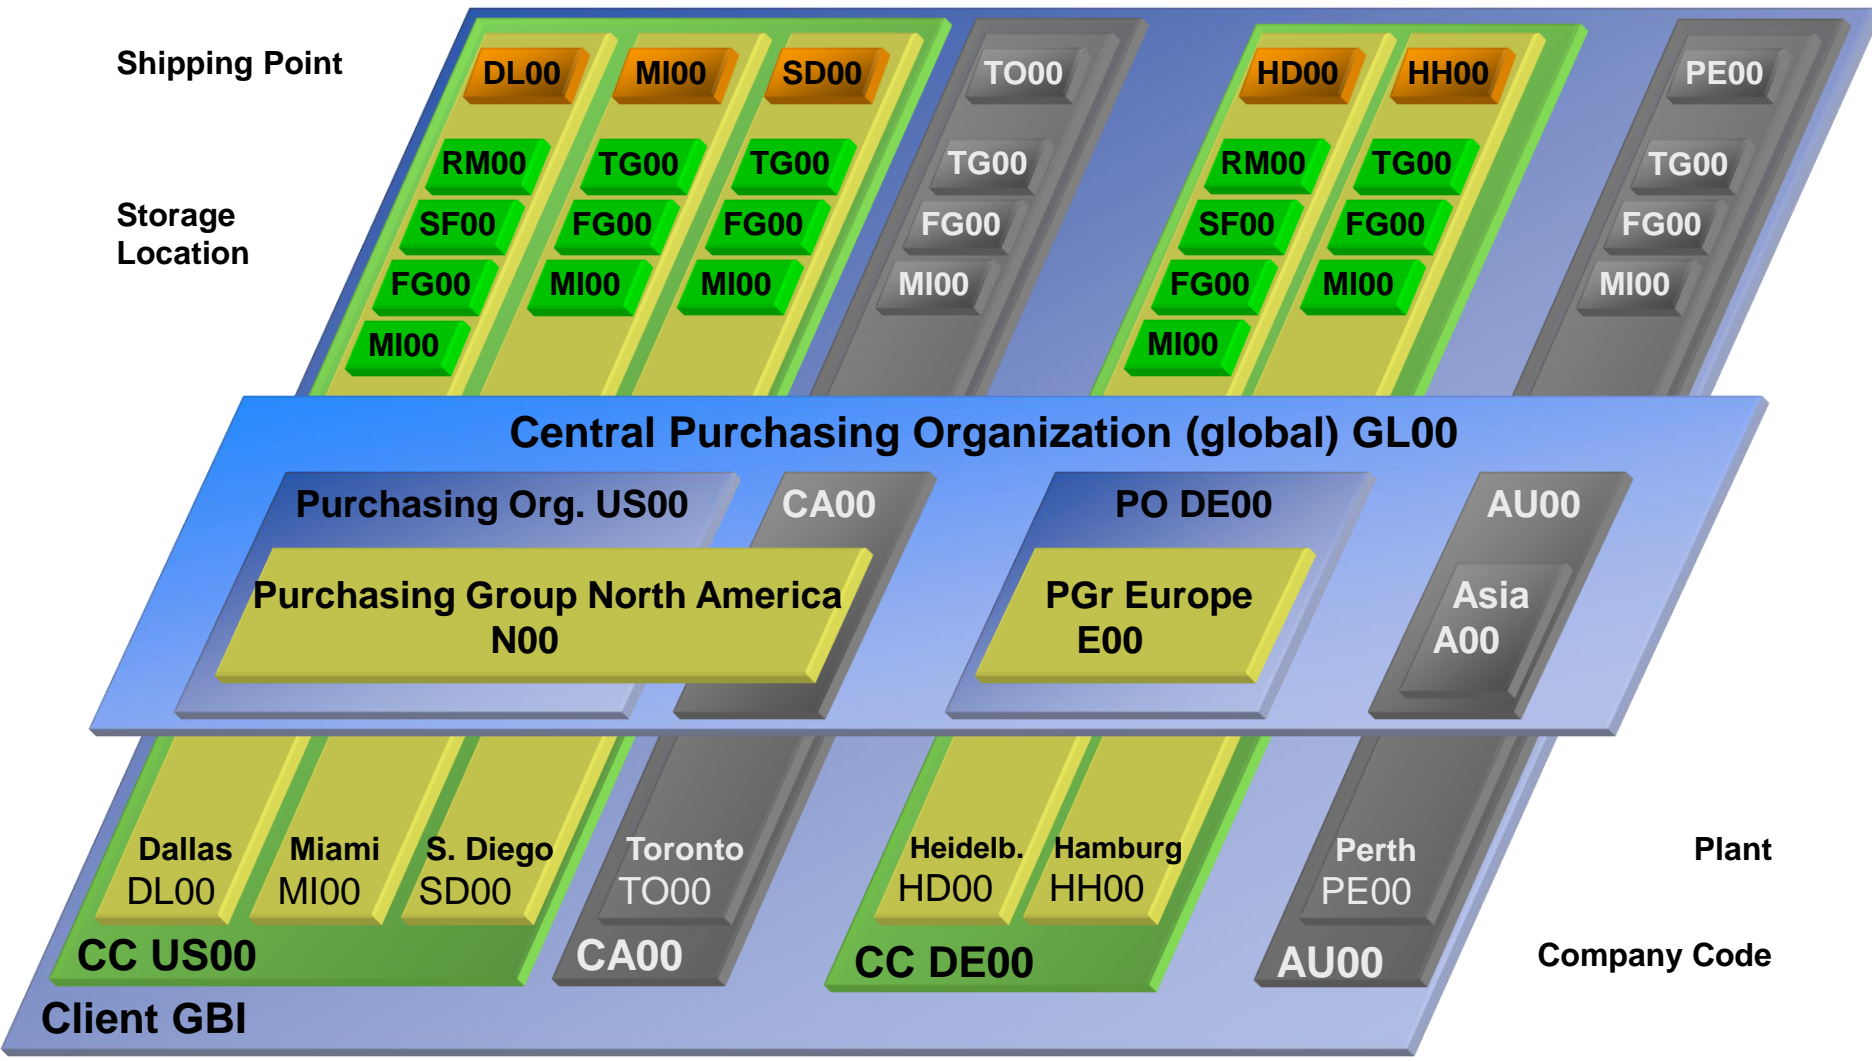 Shipping Point
DL00 MI00 SD00 TO00 HD00 HH00 PE00
RM00 TG00 TG00 TG00 RM00 TG00 TG00
Storage
Location
SF00 FG00 FG00 FG00 SF00 FG00 FG00
FG00 MI00 MI00 MI00 FG00 MI00 MI00
MI00 MI00
Central Purchasing Organization (global) GL00
Purchasing Org. US00 CA00 PO DE00 AU00
Purchasing Group North America
N00
PGr Europe
E00
Asia
A00
Dallas Miami S. Diego Toronto Heidelb. Hamburg Perth Plant
DL00 MI00 SD00 TO00 HD00 HH00 PE00
CC US00 CA00 CC DE00 AU00 Company Code
Client GBI